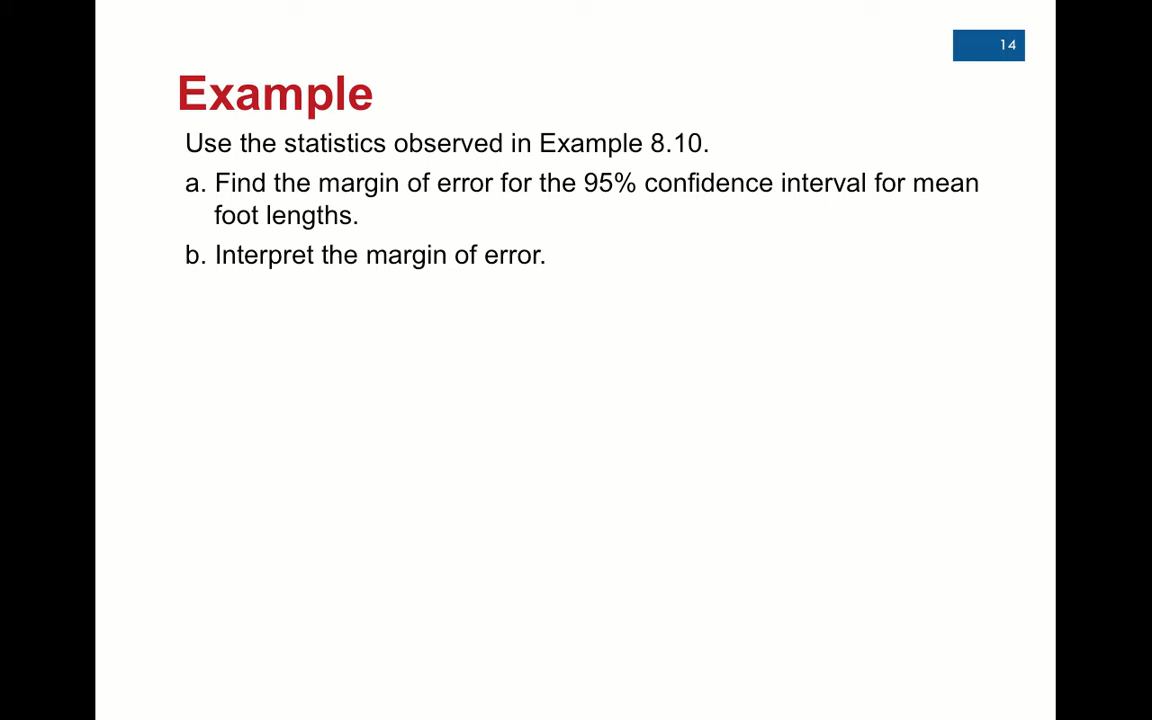 14
Example
Use the statistics observed in Example 8.10.
a. Find the margin of error for the 95% confidence interval for mean
foot lengths.
b. Interpret the margin of error.